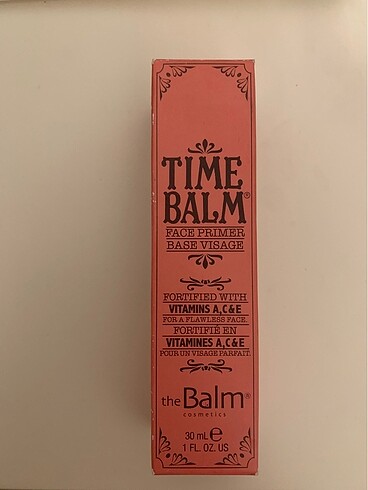 TIME
BALM®
FACE PRIMER
BASE VISAGE
FORTIFIED WITH
VITAMINS A,C&E
FOR A FLAWLESS FACE.
FORTIFIÉ EN
VITAMINES A,C&E
POUR UN VISAGE PARFAIT.
theBalm®
cosmetics
30 mL℮
1 FL. OZ. US